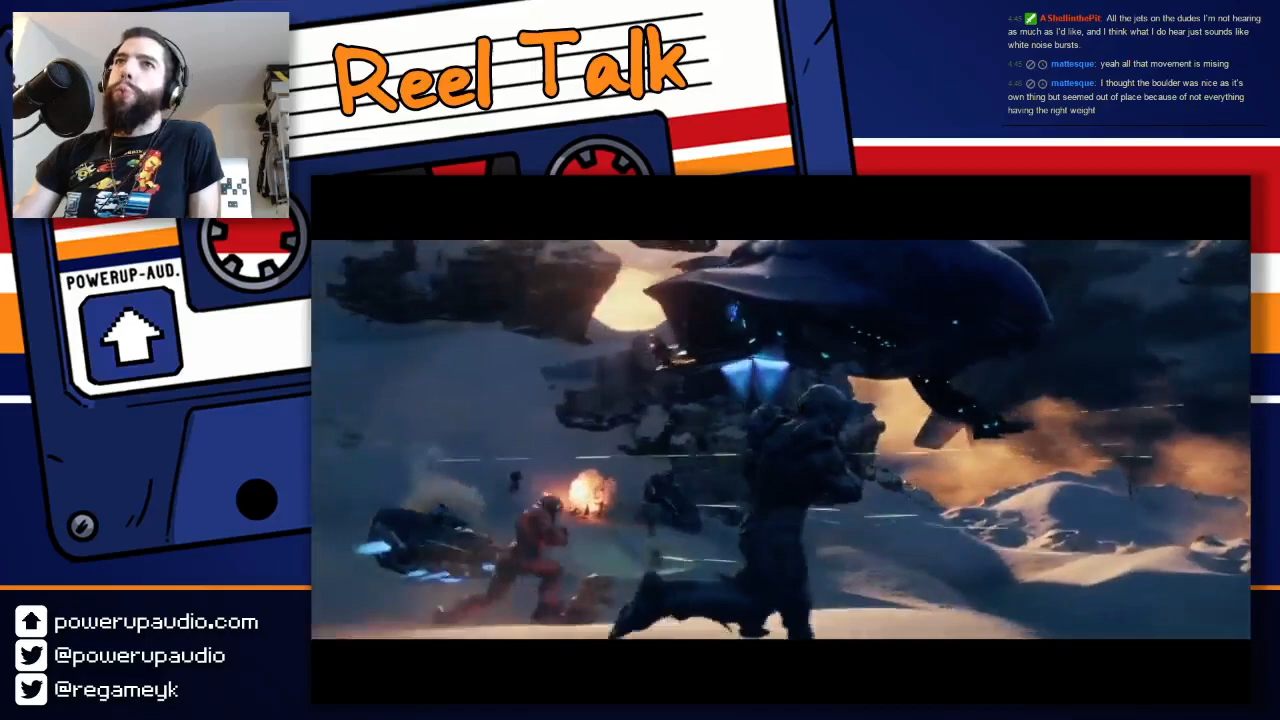 Reel Talk
POWERUP-AUD.
4:45 AShellinthePit: All the jets on the dudes I'm not hearing
as much as I'd like, and I think what I do hear just sounds like
white noise bursts.
4:45 mattesque: yeah all that movement is mising
4:46 mattesque: I thought the boulder was nice as it's
own thing but seemed out of place because of not everything
having the right weight
powerupaudio.com
@powerupaudio
@regameyk